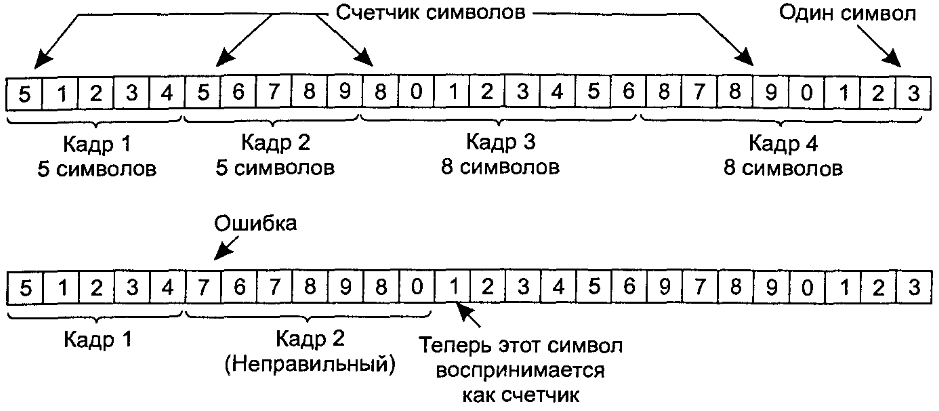 Счетчик символов
Один символ
5 1 2 3 4 5 6 7 8 9 8 0 1 2 3 4 5 6 8 7 8 9 0 1 2 3
Кадр 1
5 символов
Кадр 2
5 символов
Кадр 3
8 символов
Кадр 4
8 символов
Ошибка
5 1 2 3 4 7 6 7 8 9 8 0 1 2 3 4 5 6 9 7 8 9 0 1 2 3
Кадр 1
Кадр 2
(Неправильный)
Теперь этот символ
воспринимается
как счетчик